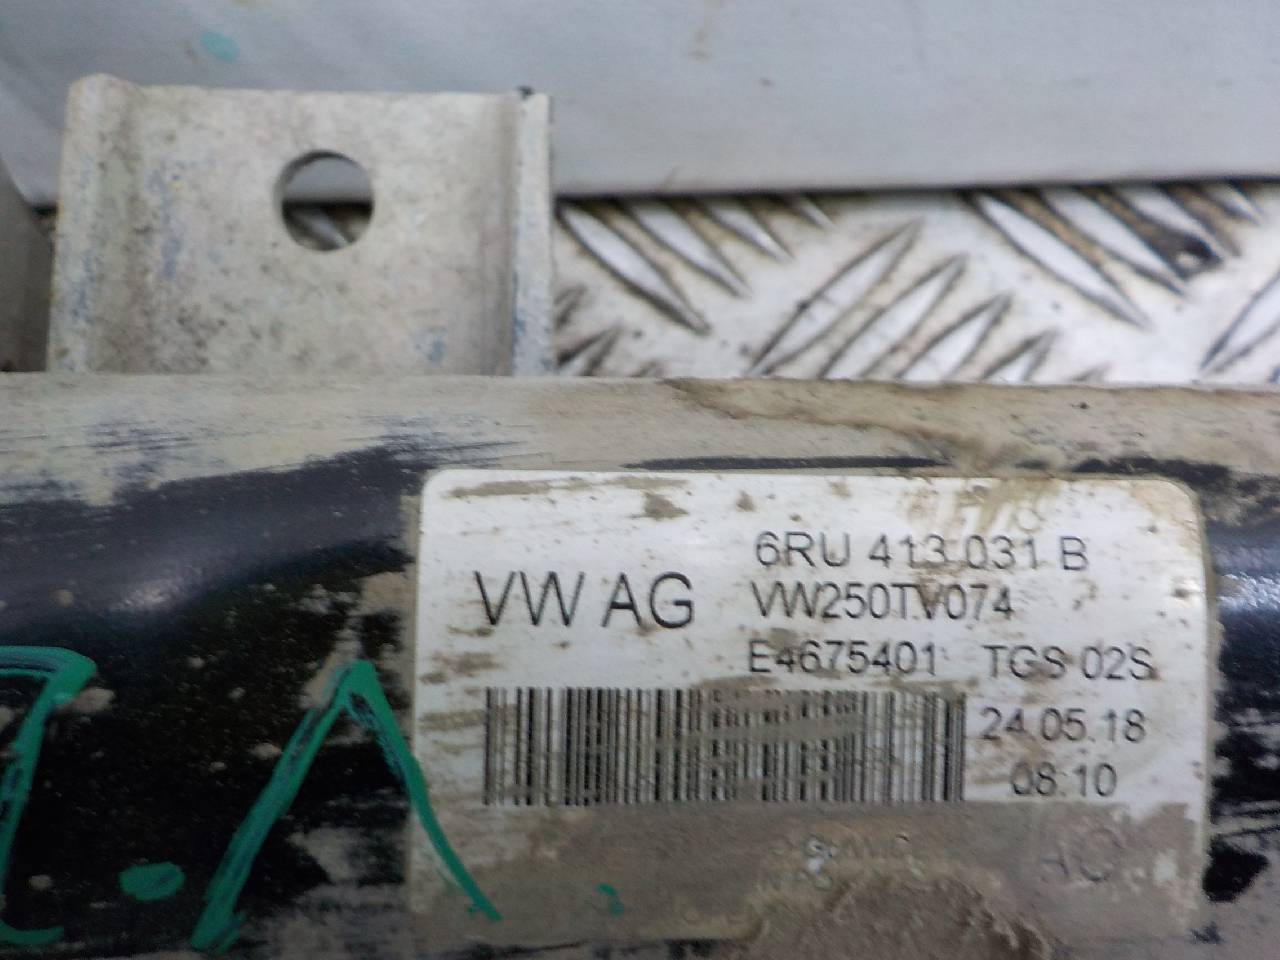 6RU 413 031 B
VW AG
VW250TV074
E4675401 TGS 02S
24.05.18
08:10